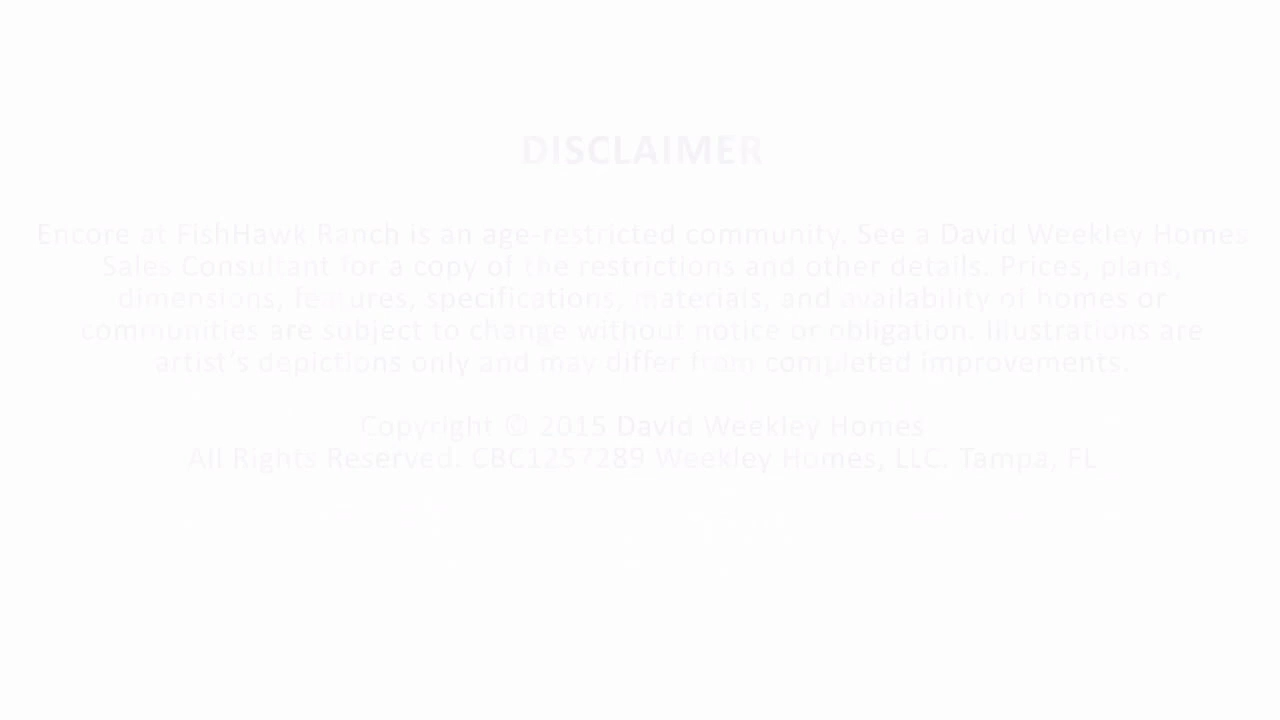 DISCLAIMER
Encore at FishHawk Ranch is an age-restricted community. See a David Weekley Homes
Sales Consultant for a copy of the restrictions and other details. Prices, plans,
dimensions, features, specifications, materials, and availability of homes or
communities are subject to change without notice or obligation. Illustrations are
artist's depictions only and may differ from completed improvements.
Copyright © 2015 David Weekley Homes
All Rights Reserved. CBC1257289 Weekley Homes, LLC. Tampa, FL